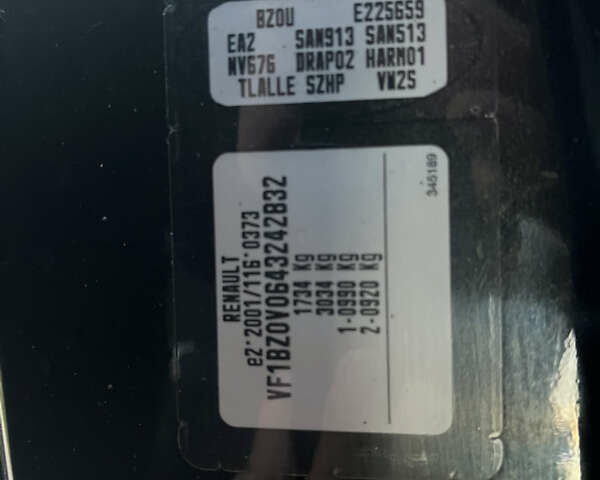 BZOU E225659
EA2 SAN913 SAN513
NV676 DRAP02 HARM01
TLALLE SZHP VW2S
RENAULT
e2*2001/116*0373
VF1BZ0V0643242832
1734 Kg
3034 Kg
1-0990 Kg
2-0920 Kg
345189